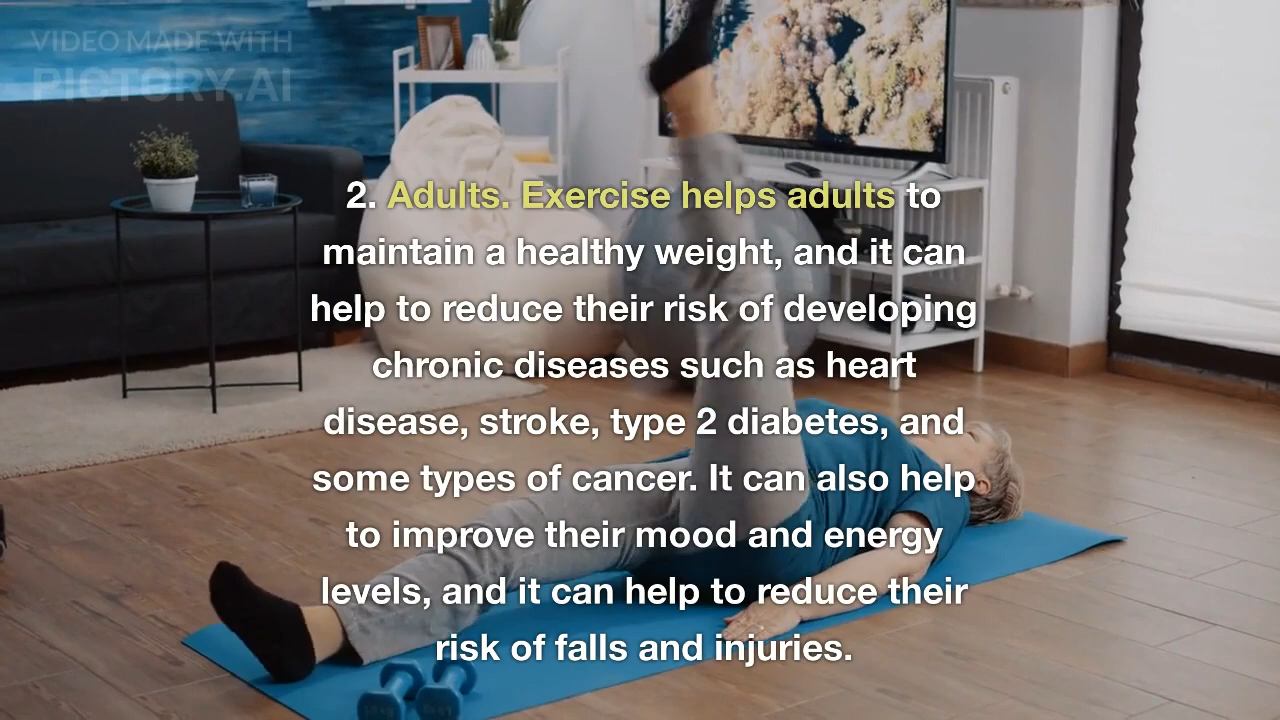 VIDEO MADE WITH
PICTORY.AI
2. Adults. Exercise helps adults to
maintain a healthy weight, and it can
help to reduce their risk of developing
chronic diseases such as heart
disease, stroke, type 2 diabetes, and
some types of cancer. It can also help
to improve their mood and energy
levels, and it can help to reduce their
risk of falls and injuries.